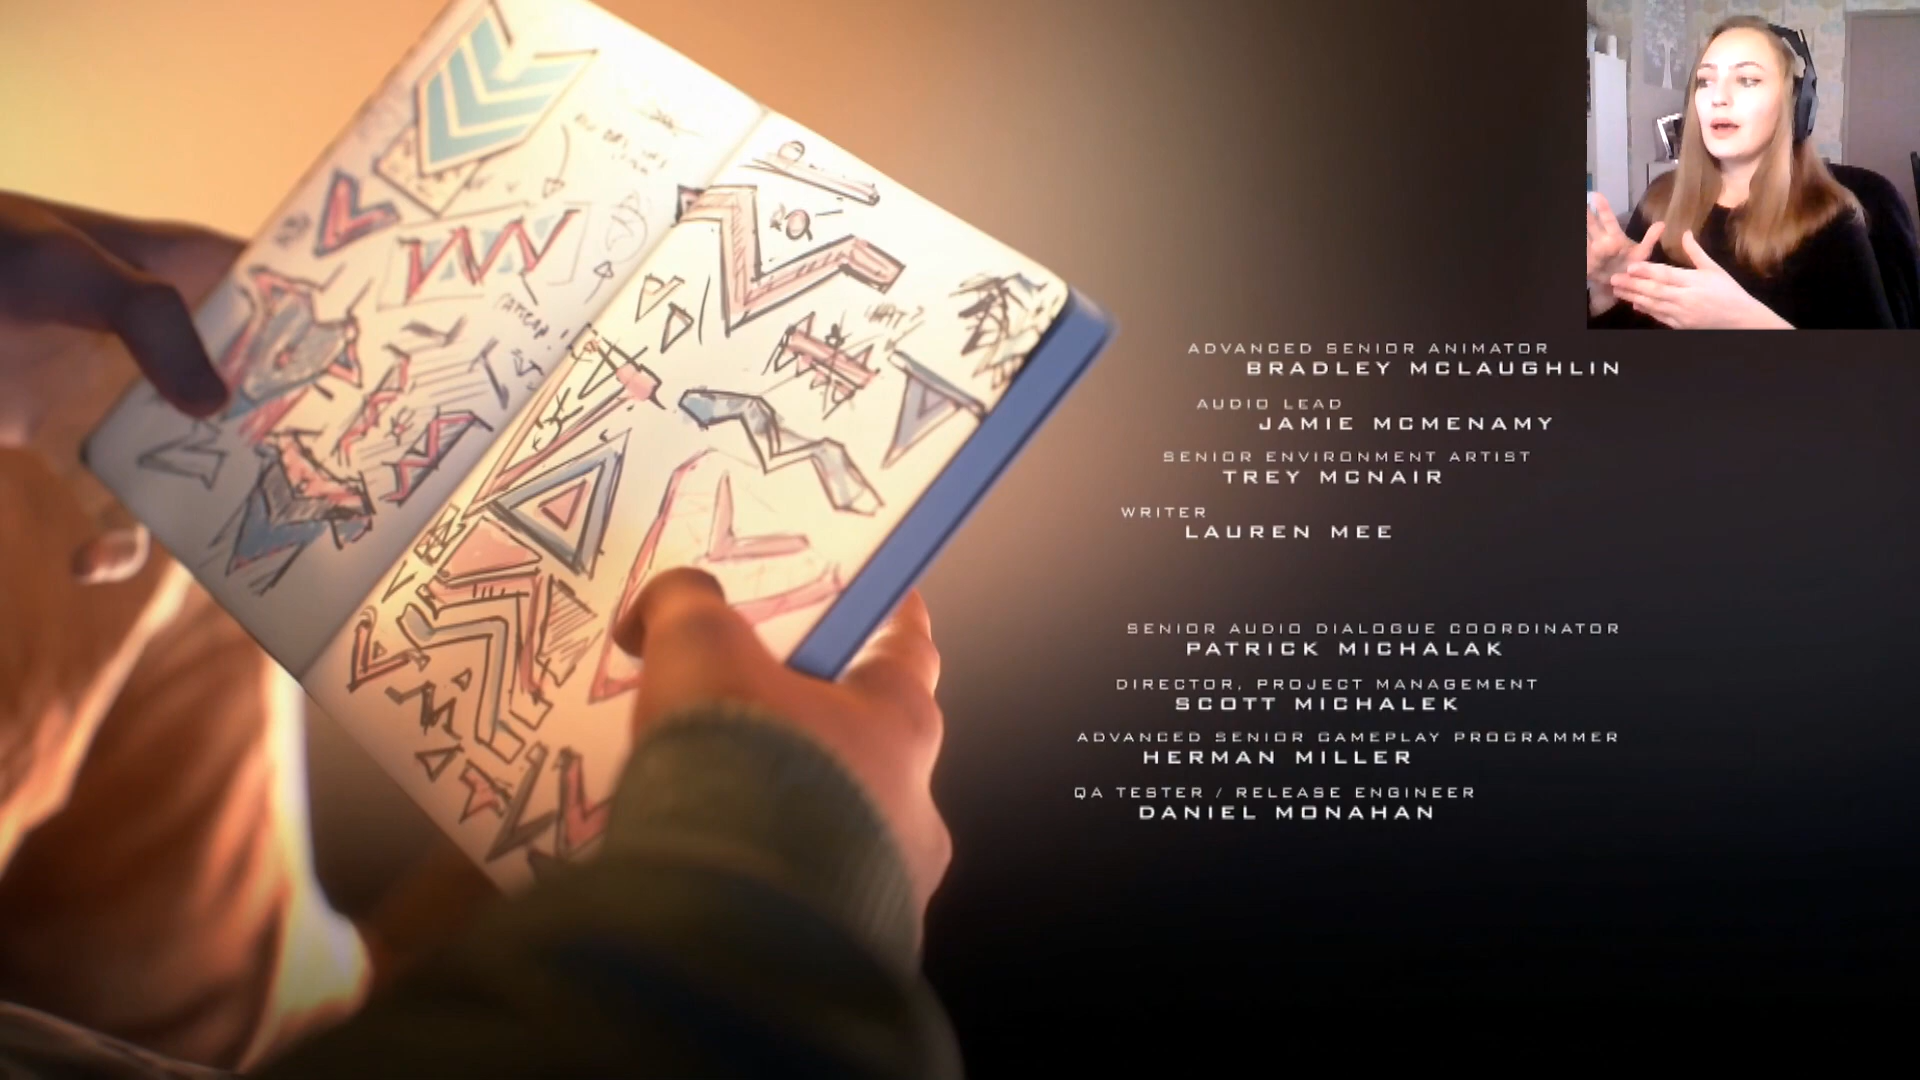 ADVANCED SENIOR ANIMATOR
BRADLEY MCLAUGHLIN
AUDIO LEAD
JAMIE MCMENAMY
SENIOR ENVIRONMENT ARTIST
TREY MCNAIR
WRITER
LAUREN MEE
SENIOR AUDIO DIALOGUE COORDINATOR
PATRICK MICHALAK
DIRECTOR, PROJECT MANAGEMENT
SCOTT MICHALEK
ADVANCED SENIOR GAMEPLAY PROGRAMMER
HERMAN MILLER
QA TESTER / RELEASE ENGINEER
DANIEL MONAHAN